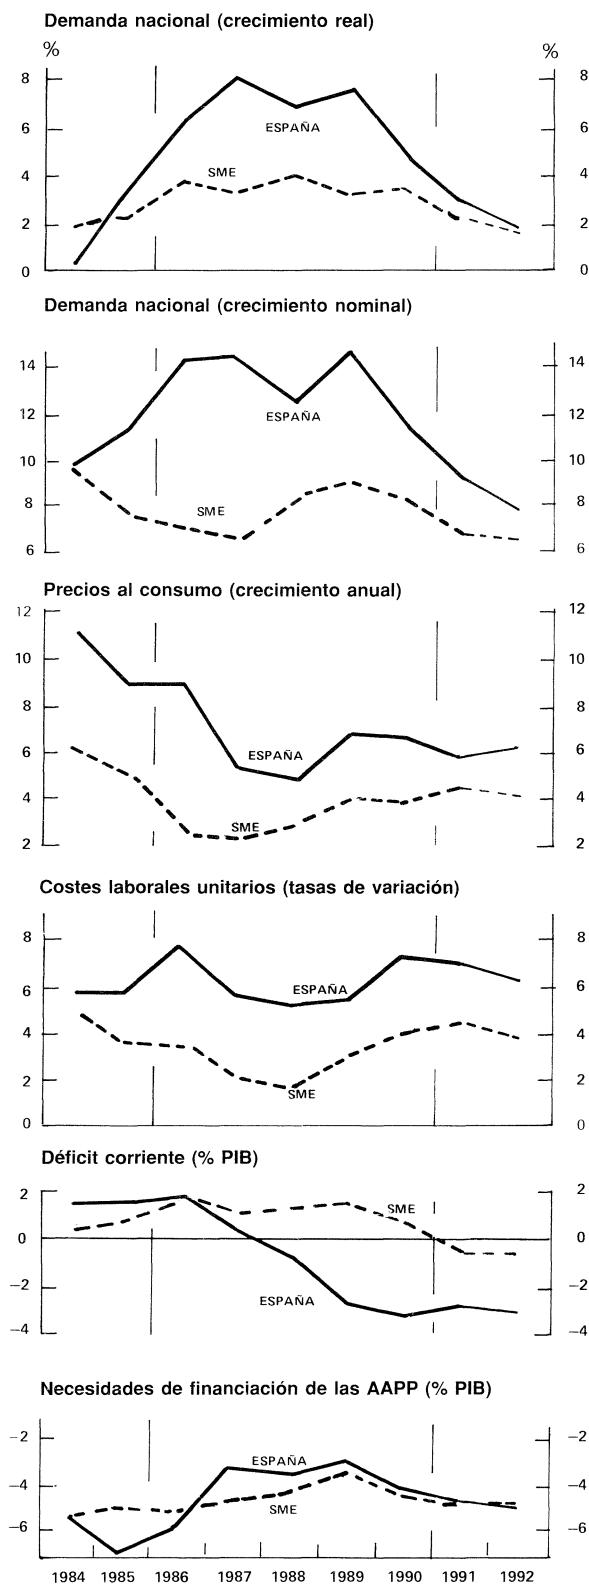 Demanda nacional (crecimiento real)
% %
8 8
6 ESPAÑA 6
4 SME 4
2 2
0 0
Demanda nacional (crecimiento nominal)
14 14
12 ESPAÑA 12
10 10
8 SME 8
6 6
Precios al consumo (crecimiento anual)
12 12
10 10
8 8
6 ESPAÑA 6
4 4
SME
2 2
Costes laborales unitarios (tasas de variación)
8 8
6 ESPAÑA 6
4 4
2 2
SME
0 0
Déficit corriente (% PIB)
2 SME 2
0 0
−2 −2
ESPAÑA
−4 −4
Necesidades de financiación de las AAPP (% PIB)
−2 −2
ESPAÑA
−4 −4
SME
−6 −6
1984 1985 1986 1987 1988 1989 1990 1991 1992